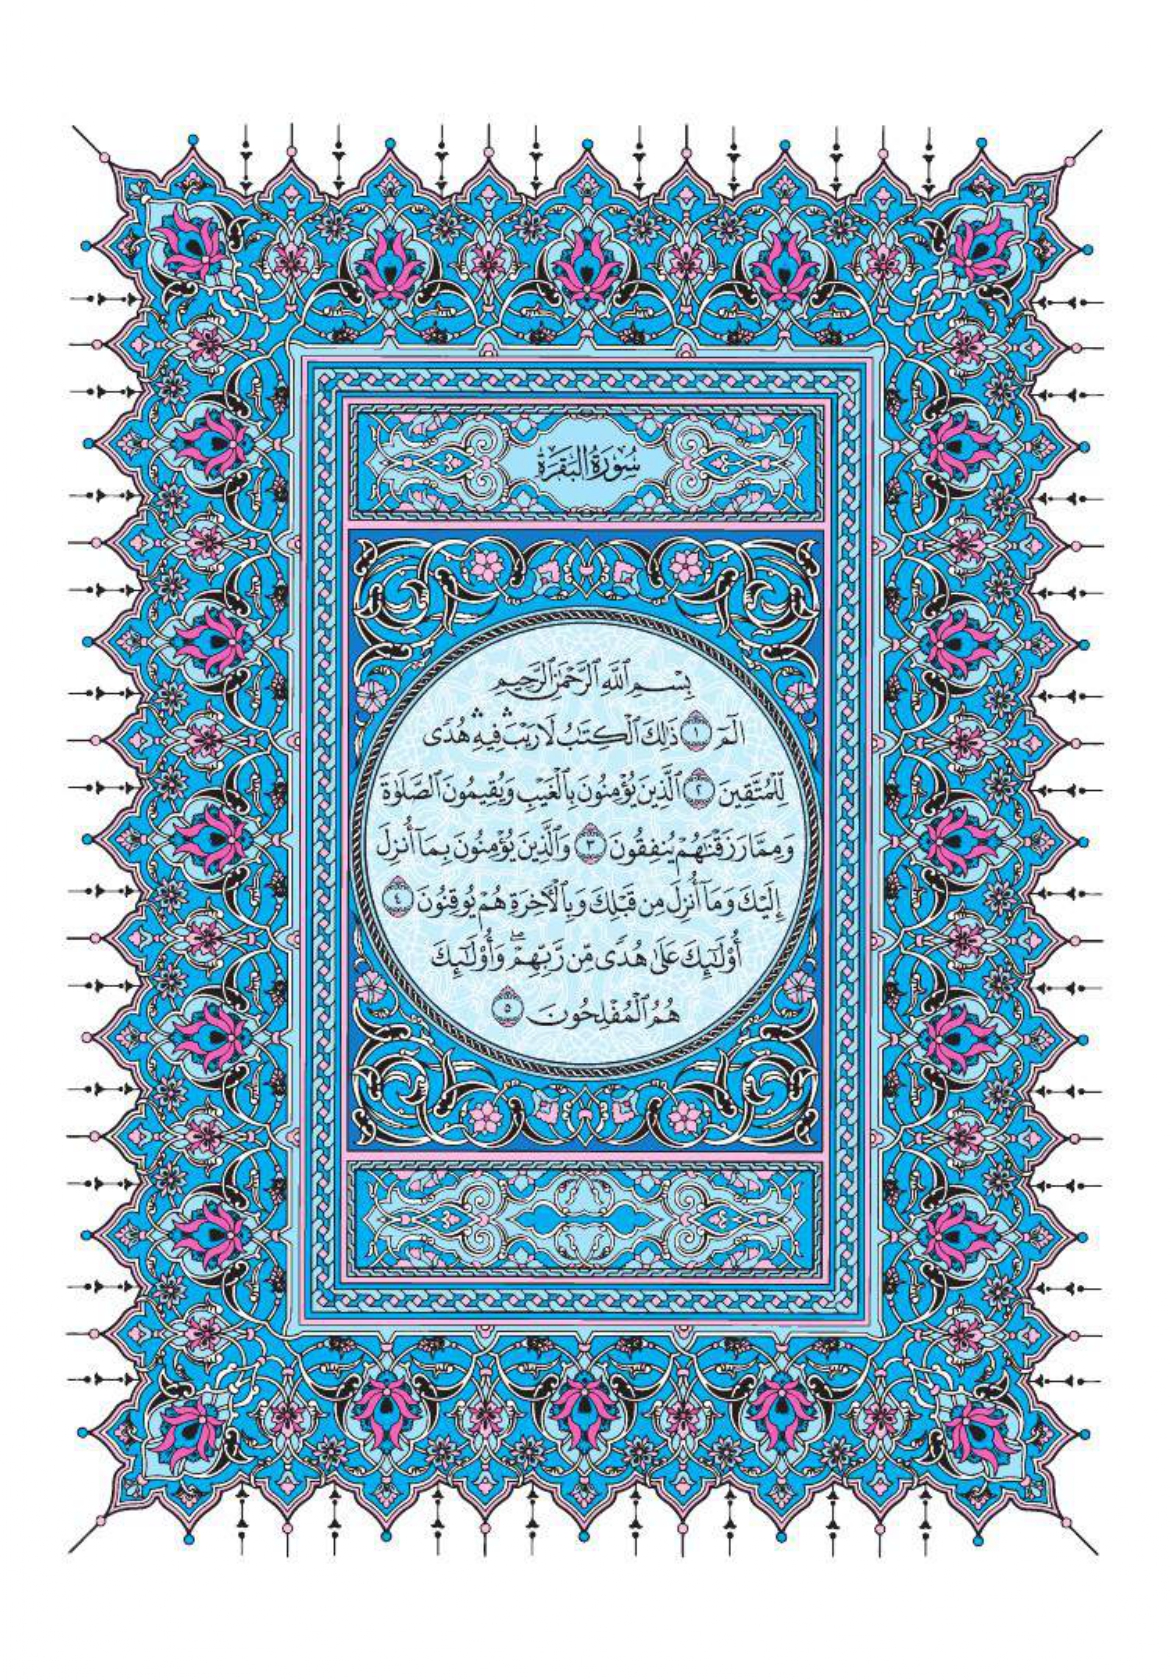 سُورَةُ البَقَرَةِ
بِسۡمِ ٱللَّهِ ٱلرَّحۡمَٰنِ ٱلرَّحِيمِ
الٓمٓ ١ ذَٰلِكَ ٱلۡكِتَٰبُ لَا رَيۡبَۛ فِيهِۛ هُدٗى
لِّلۡمُتَّقِينَ ٢ ٱلَّذِينَ يُؤۡمِنُونَ بِٱلۡغَيۡبِ وَيُقِيمُونَ ٱلصَّلَوٰةَ
وَمِمَّا رَزَقۡنَٰهُمۡ يُنفِقُونَ ٣ وَٱلَّذِينَ يُؤۡمِنُونَ بِمَآ أُنزِلَ
إِلَيۡكَ وَمَآ أُنزِلَ مِن قَبۡلِكَ وَبِٱلۡأٓخِرَةِ هُمۡ يُوقِنُونَ ٤
أُوْلَٰٓئِكَ عَلَىٰ هُدٗى مِّن رَّبِّهِمۡۖ وَأُوْلَٰٓئِكَ
هُمُ ٱلۡمُفۡلِحُونَ ٥